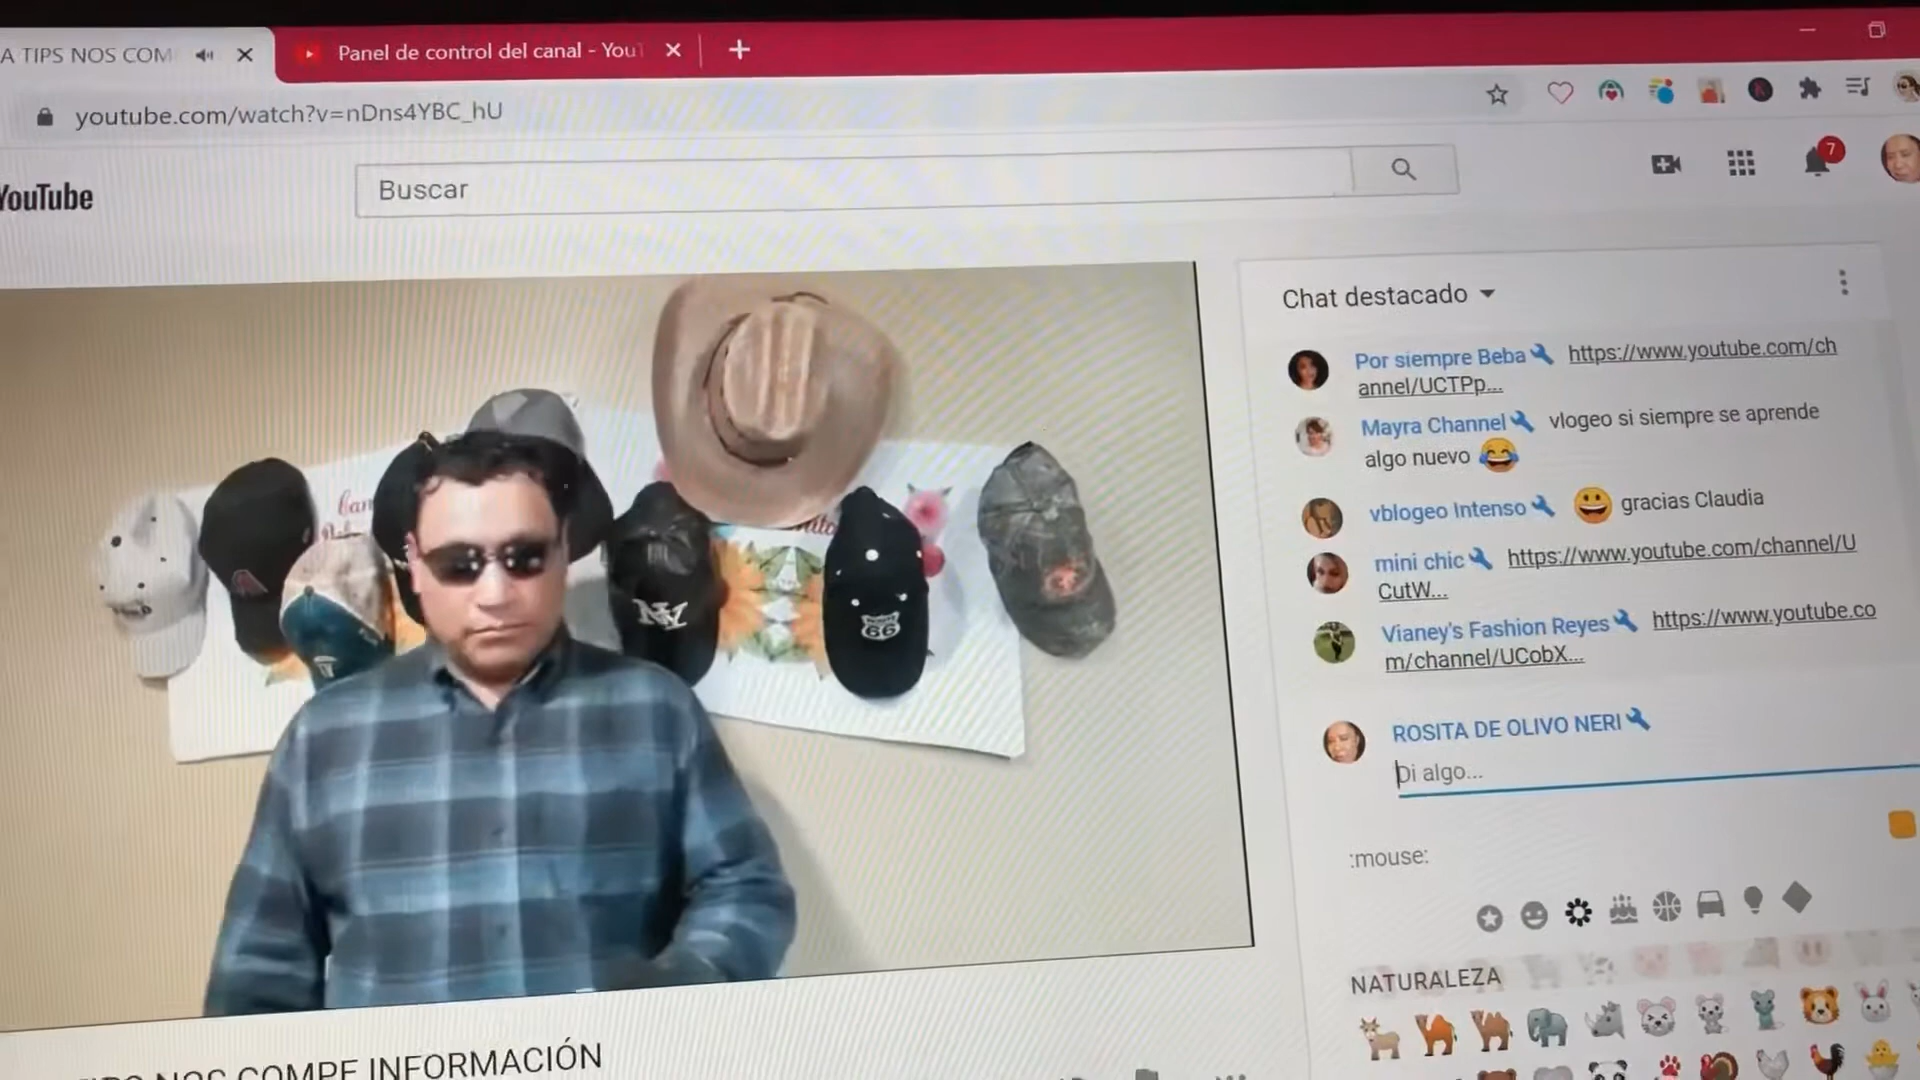 A TIPS NOS COM
Panel de control del canal - You
youtube.com/watch?v=nDns4YBC_hU
YouTube
Buscar
7
Chat destacado
Por siempre Beba https://www.youtube.com/ch
annel/UCTPp...
Mayra Channel vlogeo si siempre se aprende
algo nuevo
vblogeo Intenso gracias Claudia
mini chic https://www.youtube.com/channel/U
CutW...
Vianey's Fashion Reyes https://www.youtube.co
m/channel/UCobX...
ROSITA DE OLIVO NERI
Di algo...
:mouse:
NATURALEZA
NY
66
NOS COMPE INFORMACIÓN